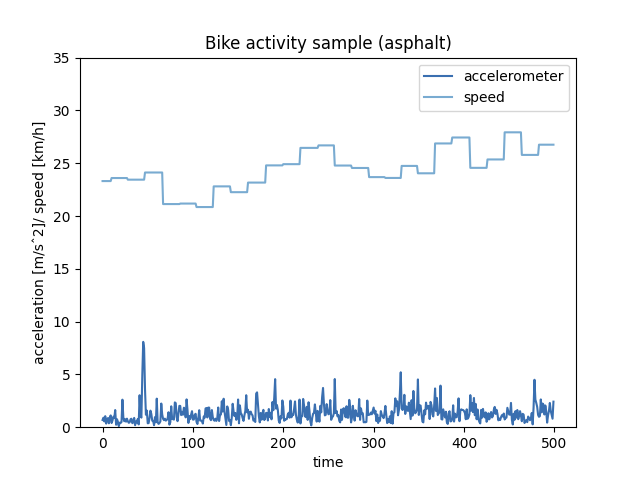 Bike activity sample (asphalt)
accelerometer
speed
35
30
25
20
15
10
5
0
acceleration [m/s^2]/ speed [km/h]
0 100 200 300 400 500
time